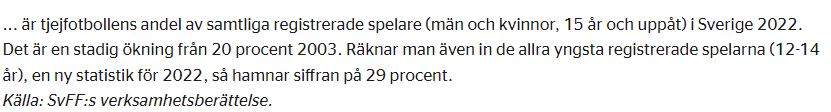 ... är tjejfotbollens andel av samtliga registrerade spelare (män och kvinnor, 15 år och uppåt) i Sverige 2022.
Det är en stadig ökning från 20 procent 2003. Räknar man även in de allra yngsta registrerade spelarna (12-14
år), en ny statistik för 2022, så hamnar siffran på 29 procent.
Källa: SvFF:s verksamhetsberättelse.